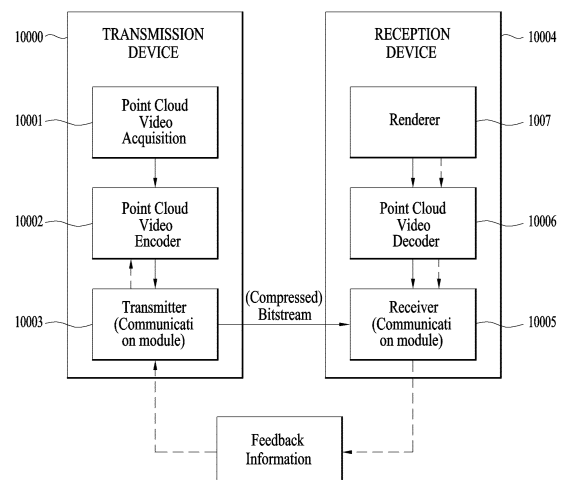 10000
TRANSMISSION
DEVICE
10001
Point Cloud
Video
Acquisition
10002
Point Cloud
Video
Encoder
10003
Transmitter
(Communicati
on module)
(Compressed)
Bitstream
RECEPTION
DEVICE
10004
Renderer
1007
Point Cloud
Video
Decoder
10006
Receiver
(Communicati
on module)
10005
Feedback
Information